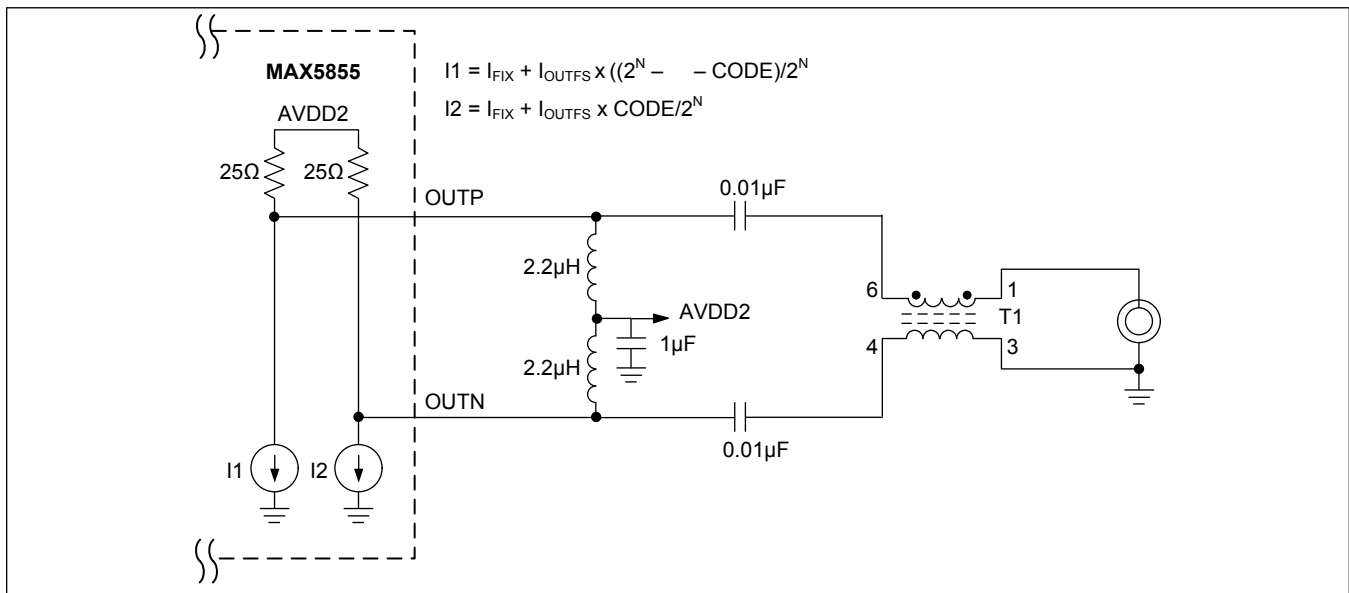 MAX5855
I1 = I_FIX + I_OUTFS x ((2^N – – CODE)/2^N
I2 = I_FIX + I_OUTFS x CODE/2^N
AVDD2
25Ω 25Ω
OUTP
0.01µF
2.2µH
6 1
AVDD2
T1
1µF
4 3
2.2µH
OUTN
0.01µF
I1 I2